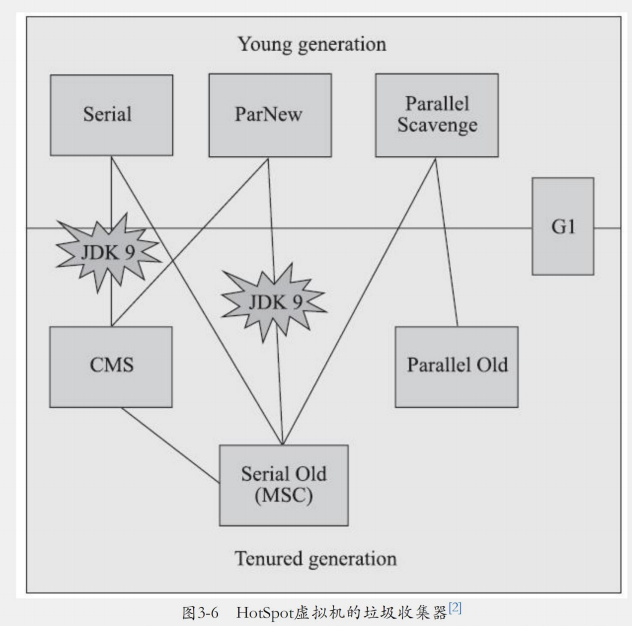 Young generation
Serial
ParNew
Parallel
Scavenge
G1
JDK 9
JDK 9
CMS
Parallel Old
Serial Old
(MSC)
Tenured generation
图3-6 HotSpot虚拟机的垃圾收集器[2]